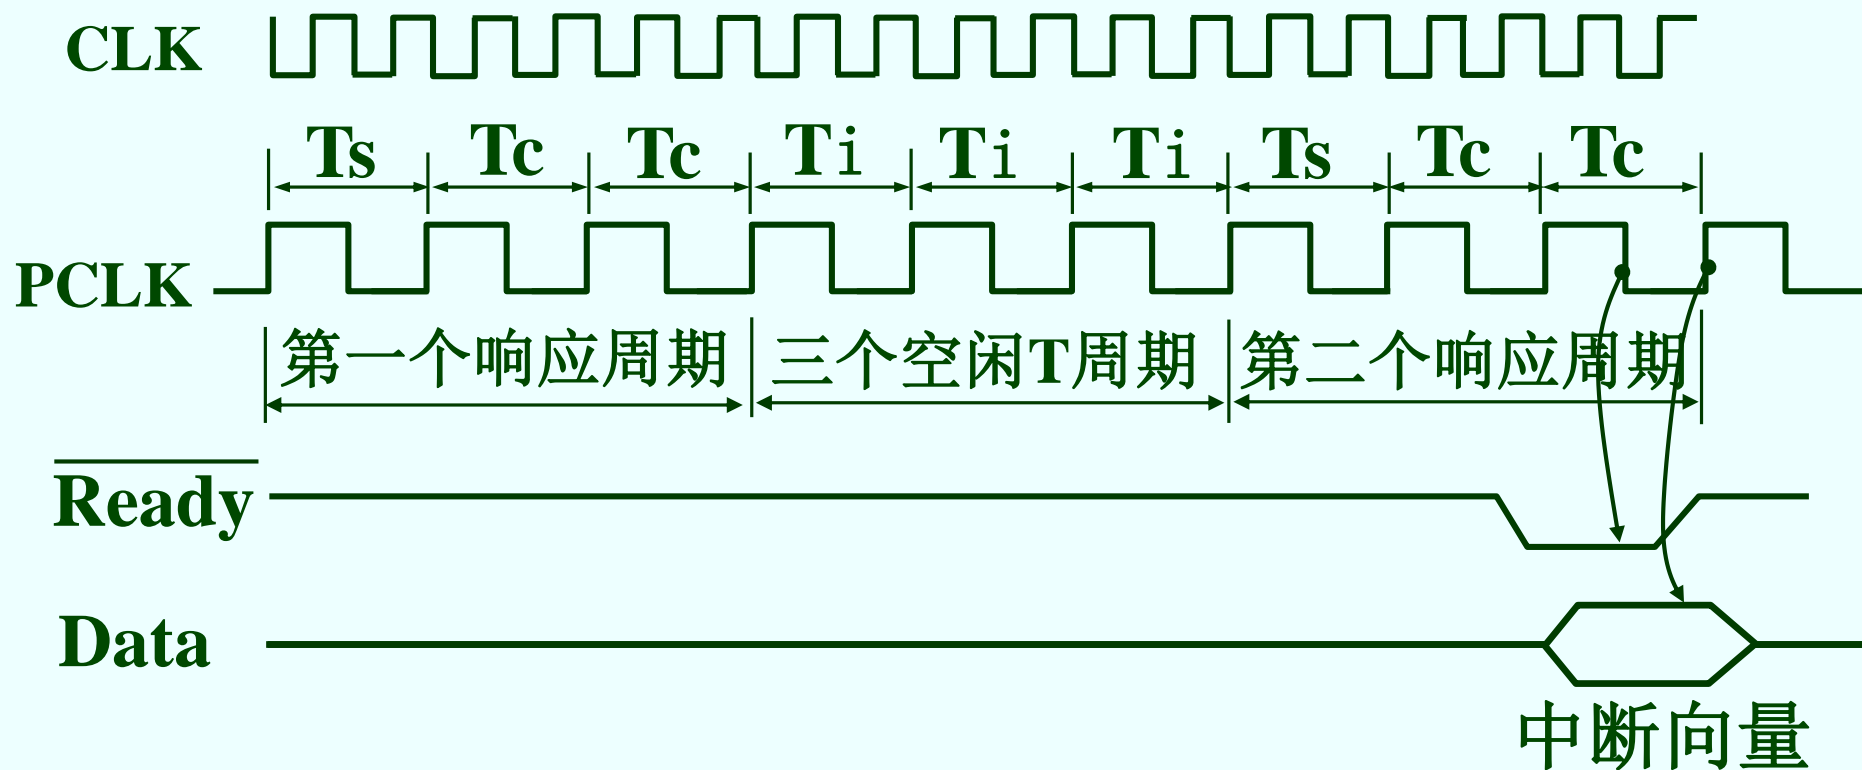 CLK
Ts Tc Tc Ti Ti Ti Ts Tc Tc
PCLK
第一个响应周期 三个空闲T周期 第二个响应周期
Ready
Data
中断向量